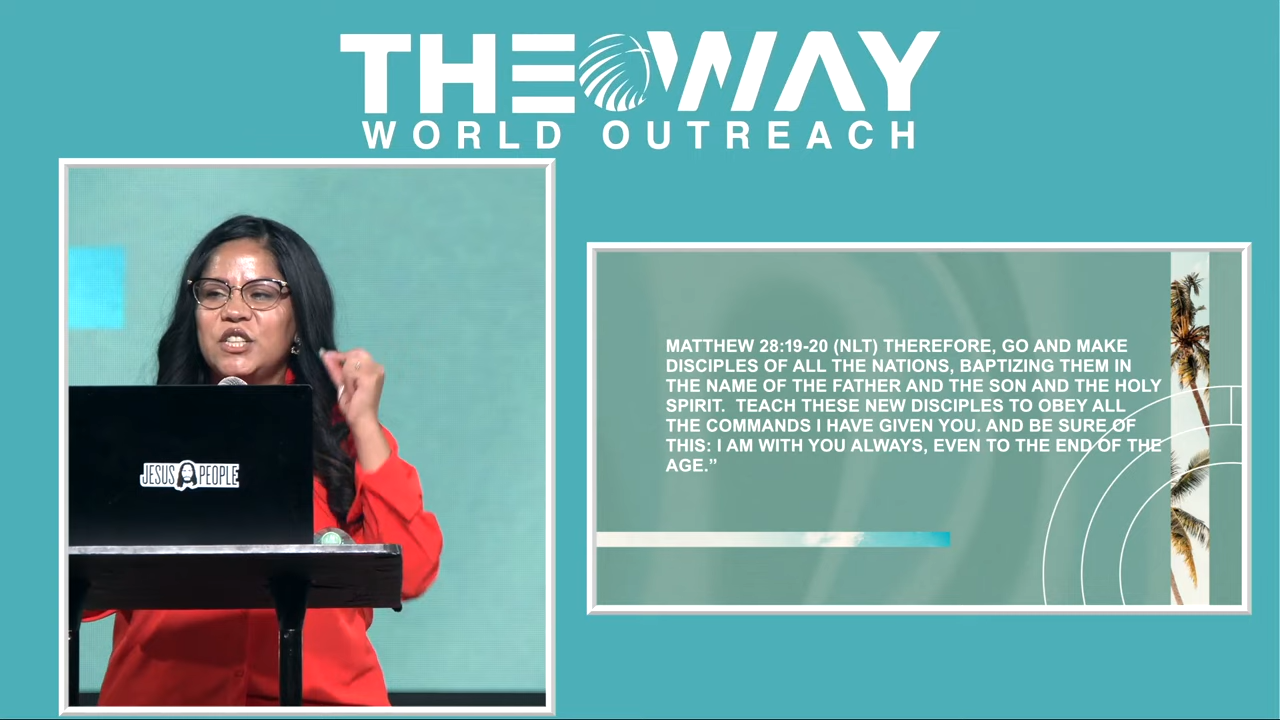 THE WAY
WORLD OUTREACH
JESUS PEOPLE
MATTHEW 28:19-20 (NLT) THEREFORE, GO AND MAKE
DISCIPLES OF ALL THE NATIONS, BAPTIZING THEM IN
THE NAME OF THE FATHER AND THE SON AND THE HOLY
SPIRIT.  TEACH THESE NEW DISCIPLES TO OBEY ALL
THE COMMANDS I HAVE GIVEN YOU. AND BE SURE OF
THIS: I AM WITH YOU ALWAYS, EVEN TO THE END OF THE
AGE.”